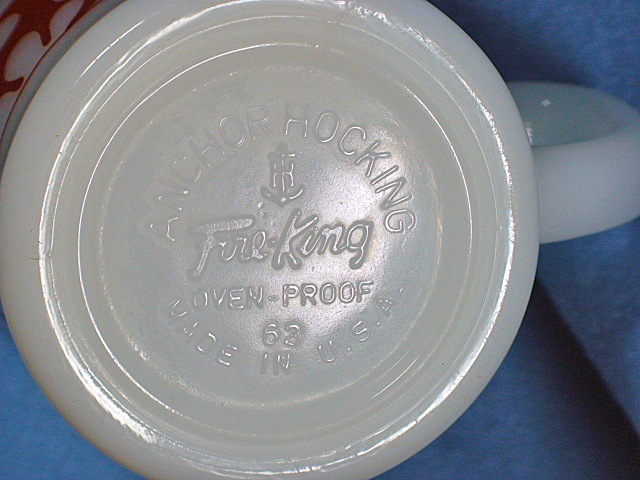 ANCHOR HOCKING
Fire-King
OVEN-PROOF
63
MADE IN U.S.A.